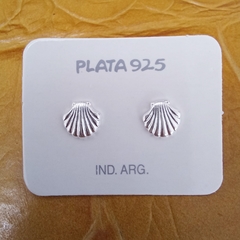 PLATA 925
IND. ARG.